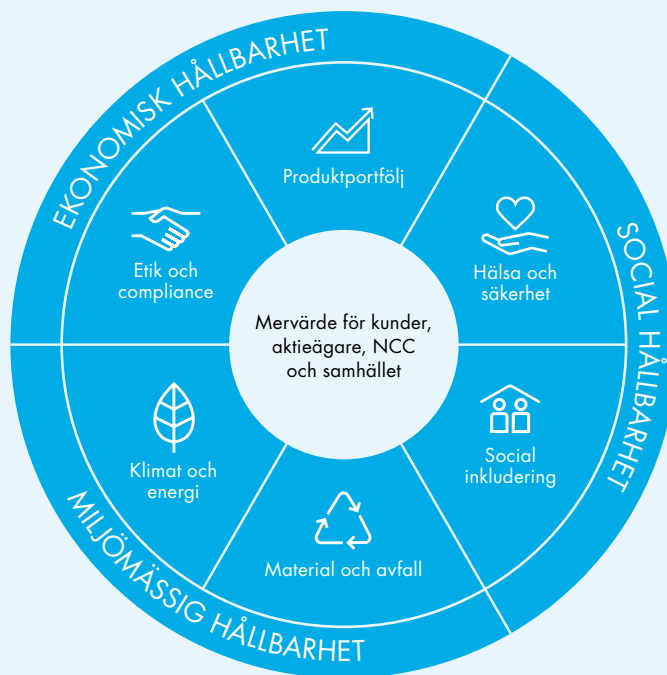 EKONOMISK HÅLLBARHET
Produktportfölj
Etik och
compliance
SOCIAL HÅLLBARHET
Hälsa och
säkerhet
Mervärde för kunder,
aktieägare, NCC
och samhället
Social
inkludering
Klimat och
energi
Material och avfall
MILJÖMÄSSIG HÅLLBARHET